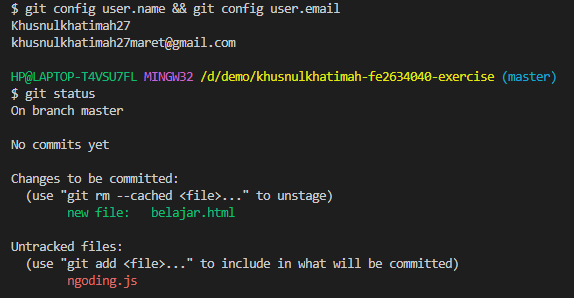 $ git config user.name && git config user.email
Khusnulkhatimah27
khusnulkhatimah27maret@gmail.com
HP@LAPTOP-T4VSU7FL MINGW32 /d/demo/khusnulkhatimah-fe2634040-exercise (master)
$ git status
On branch master
No commits yet
Changes to be committed:
(use "git rm --cached <file>..." to unstage)
new file: belajar.html
Untracked files:
(use "git add <file>..." to include in what will be committed)
ngoding.js